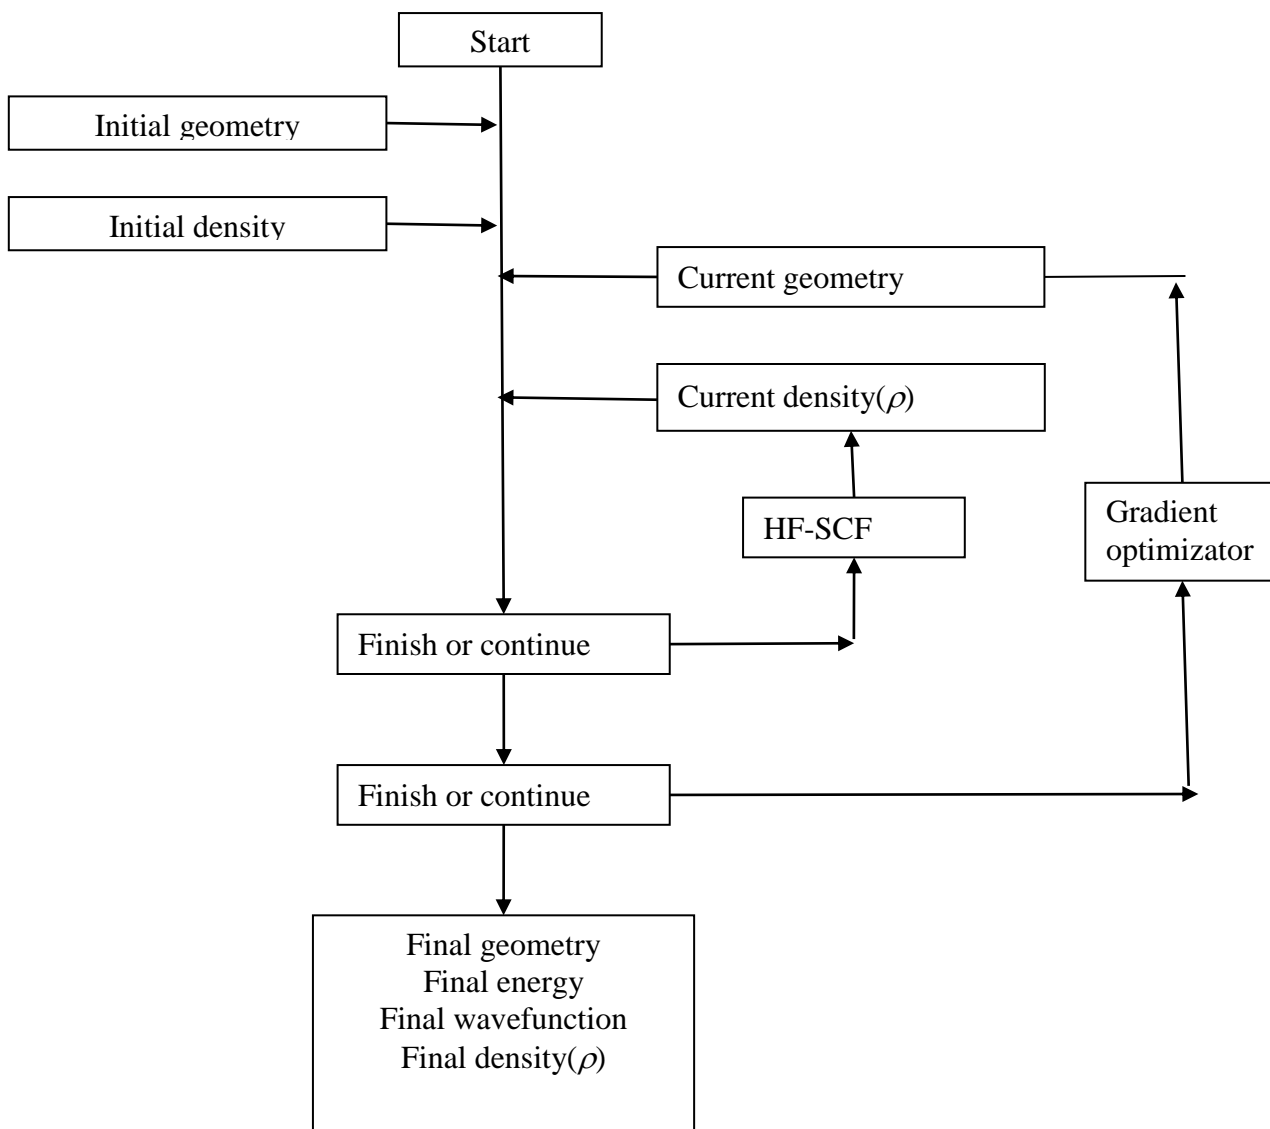 Start
Initial geometry
Initial density
Current geometry
Current density(ρ)
HF-SCF
Gradient
optimizator
Finish or continue
Finish or continue
Final geometry
Final energy
Final wavefunction
Final density(ρ)